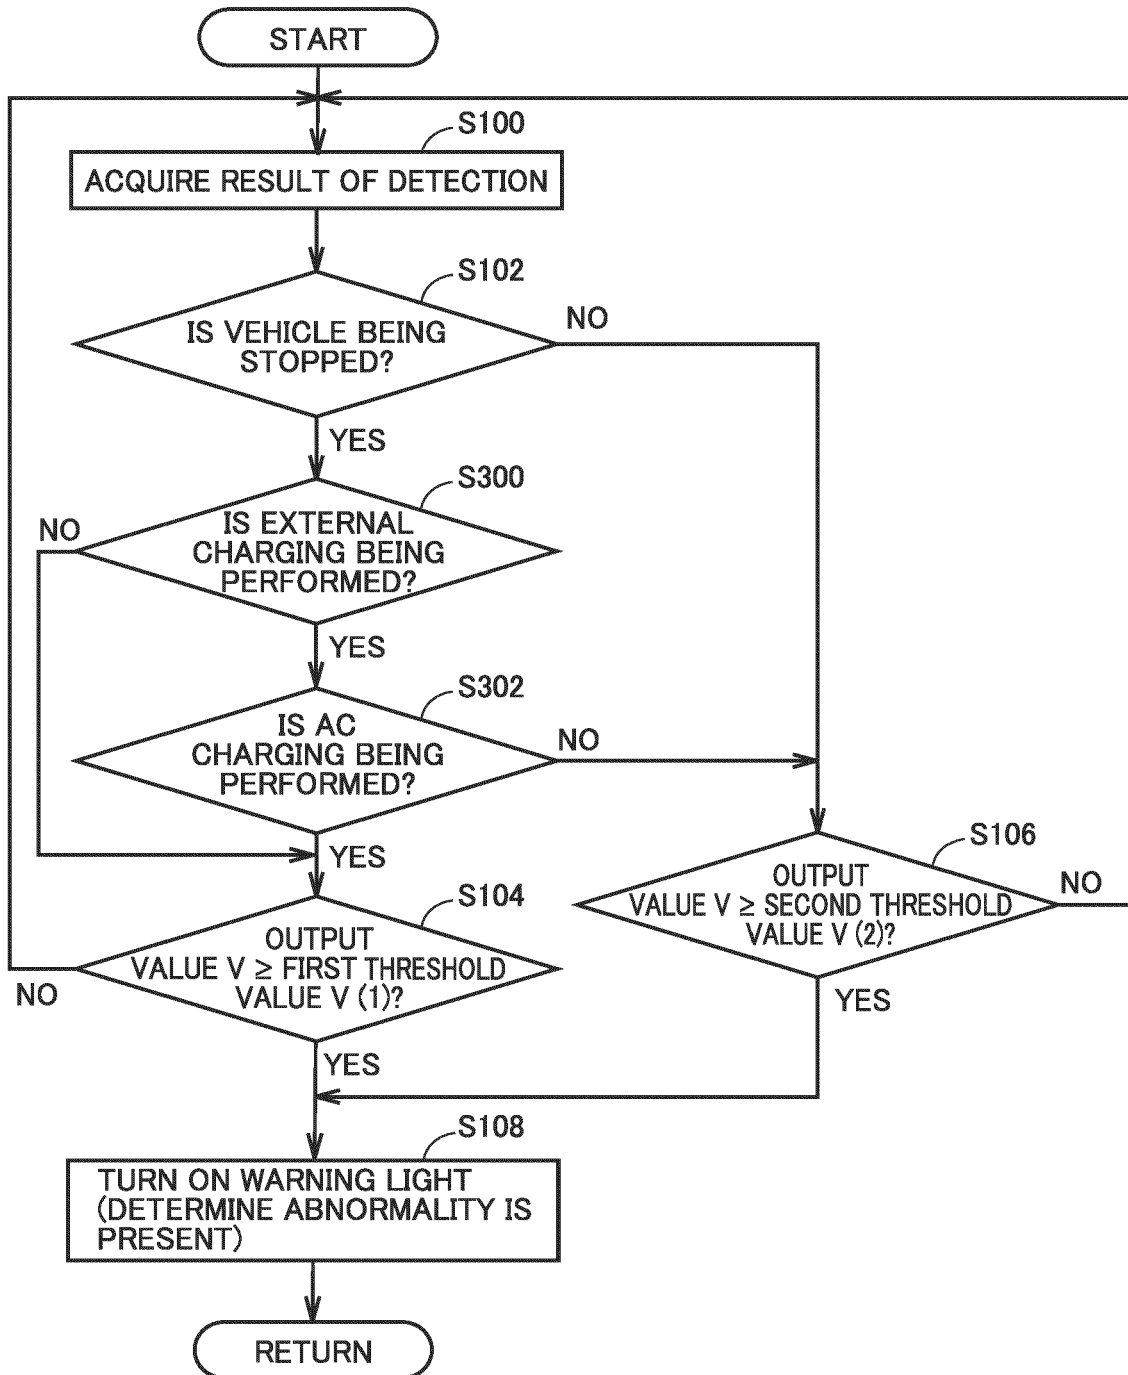 START
S100
ACQUIRE RESULT OF DETECTION
S102
IS VEHICLE BEING
STOPPED?
NO
YES
S300
NO
IS EXTERNAL
CHARGING BEING
PERFORMED?
YES
S302
IS AC
CHARGING BEING
PERFORMED?
NO
YES
S106
OUTPUT
VALUE V ≥ SECOND THRESHOLD
VALUE V (2)?
NO
YES
S104
OUTPUT
VALUE V ≥ FIRST THRESHOLD
VALUE V (1)?
NO
YES
S108
TURN ON WARNING LIGHT
(DETERMINE ABNORMALITY IS
PRESENT)
RETURN